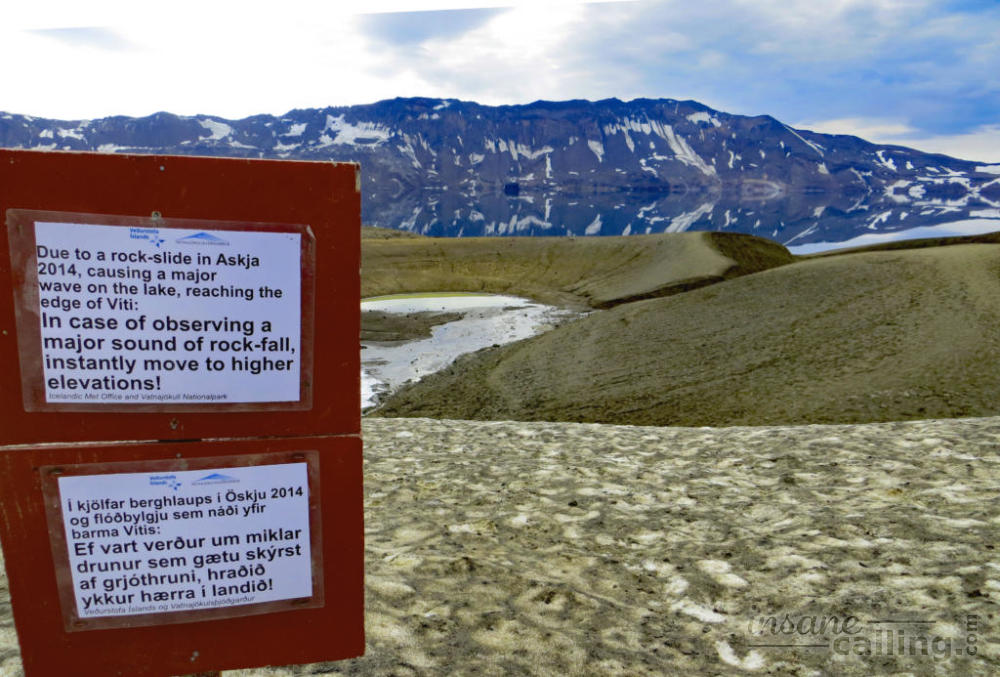 Veðurstofa
Íslands
Due to a rock-slide in Askja
2014, causing a major
wave on the lake, reaching the
edge of Víti:
In case of observing a
major sound of rock-fall,
instantly move to higher
elevations!
Icelandic Met Office and Vatnajökull Nationalpark
Veðurstofa
Íslands
Í kjölfar berghlaups í Öskju 2014
og flóðbylgju sem náði yfir
barma Vítis:
Ef vart verður um miklar
drunur sem gætu skýrst
af grjóthruni, hraðið
ykkur hærra í landið!
Veðurstofa Íslands og Vatnajökulsþjóðgarður
insane
calling.com